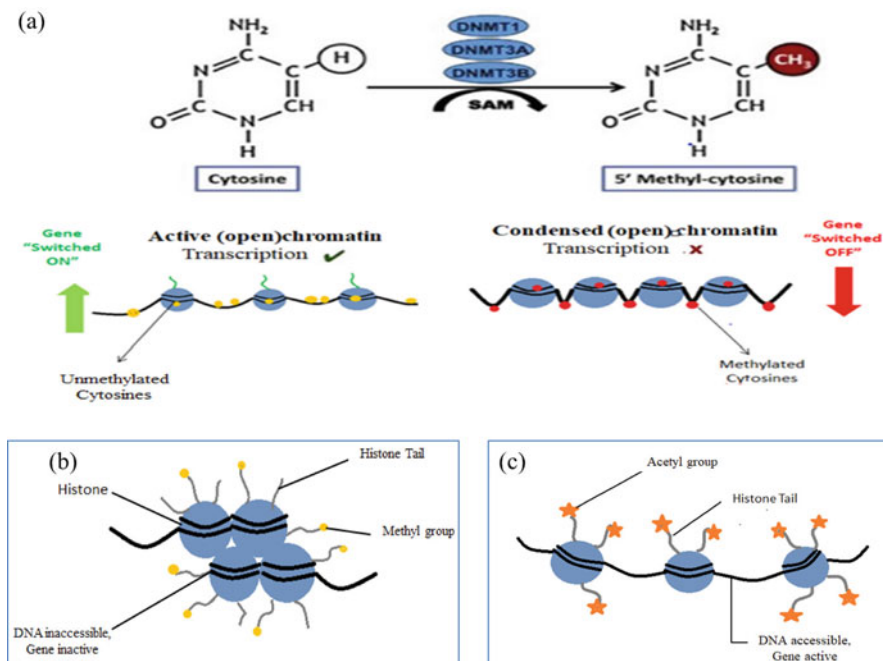 (a)
NH₂
H
N
C
C
C
CH
O
N
H
Cytosine
DNMT1
DNMT3A
DNMT3B
SAM
NH₂
CH₃
N
C
C
C
CH
O
N
H
5' Methyl-cytosine
Gene
"Switched
ON"
Active (open)chromatin
Transcription ✓
Unmethylated
Cytosines
Condensed (open) chromatin
Transcription x
Gene
"Switched
OFF"
Methylated
Cytosines
(b)
Histone
Histone Tail
Methyl group
DNA inaccessible,
Gene inactive
(c)
Acetyl group
Histone Tail
DNA accessible,
Gene active